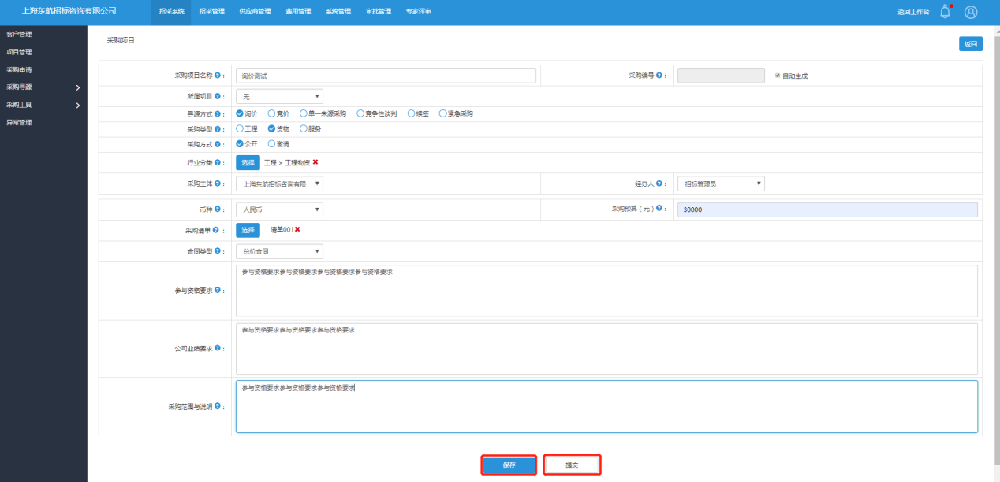 上海东航招标咨询有限公司 招采系统 招采管理 供应商管理 费用管理 系统管理 审批管理 专家评审 返回工作台
客户管理
项目管理
采购申请
采购寻源
采购工具
异常管理
采购项目
返回
采购项目名称 ： 询价测试一 采购编号 ： 自动生成
所属项目 ： 无
寻源方式 ： 询价 竞价 单一来源采购 竞争性谈判 续签 紧急采购
采购类型 ： 工程 货物 服务
采购方式 ： 公开 邀请
行业分类 ： 选择 工程 > 工程物资
采购主体 ： 上海东航招标咨询有限 经办人 ： 招标管理员
币种 ： 人民币 采购预算（元） ： 30000
采购清单 ： 选择 清单001
合同类型 ： 总价合同
参与资格要求 ： 参与资格要求参与资格要求参与资格要求参与资格要求
公司业绩要求 ： 参与资格要求参与资格要求参与资格要求
采购范围与说明 ： 参与资格要求参与资格要求参与资格要求
保存 提交